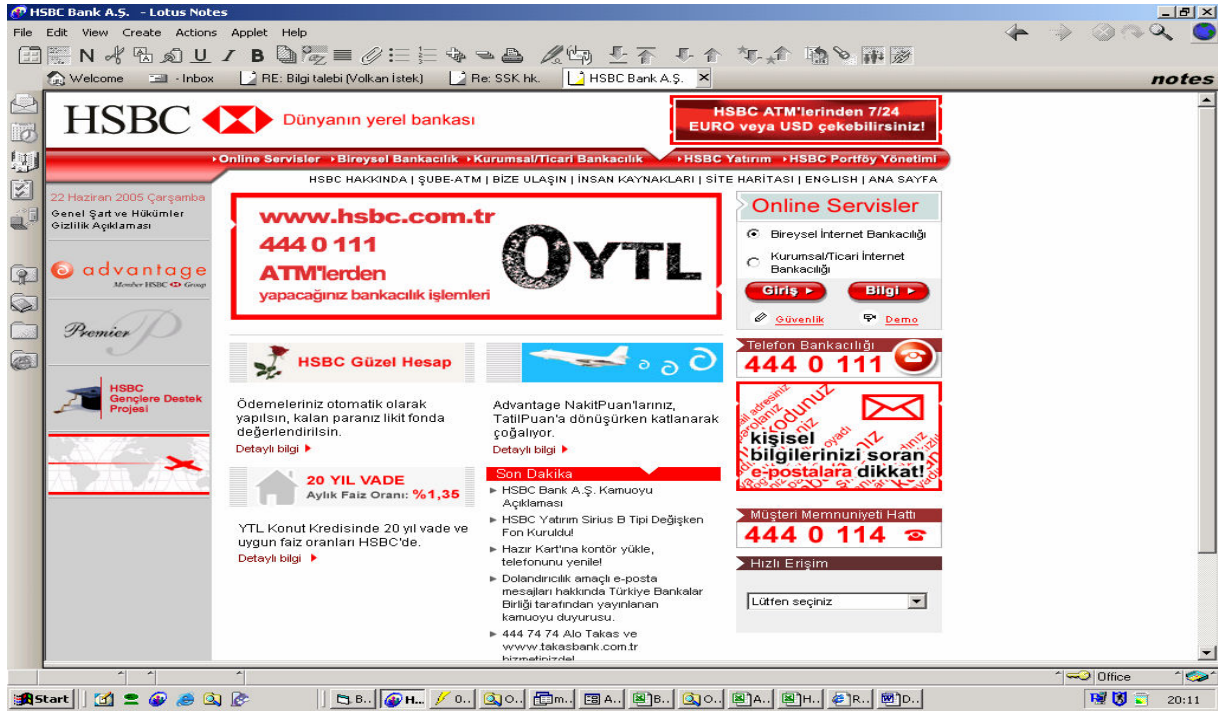 HSBC Bank A.Ş. - Lotus Notes
File Edit View Create Actions Applet Help
Welcome - Inbox RE: Bilgi talebi (Volkan İstek) Re: SSK hk. HSBC Bank A.Ş.
notes
HSBC Dünyanın yerel bankası
HSBC ATM'lerinden 7/24
EURO veya USD çekebilirsiniz!
Online Servisler Bireysel Bankacılık Kurumsal/Ticari Bankacılık HSBC Yatırım HSBC Portföy Yönetimi
HSBC HAKKINDA | ŞUBE-ATM | BİZE ULAŞIN | İNSAN KAYNAKLARI | SİTE HARİTASI | ENGLISH | ANA SAYFA
22 Haziran 2005 Çarşamba
Genel Şart ve Hükümler
Gizlilik Açıklaması
advantage
Member HSBC Group
Premier
HSBC
Gençlere Destek
Projesi
www.hsbc.com.tr
444 0 111
ATM'lerden
yapacağınız bankacılık işlemleri
0YTL
HSBC Güzel Hesap
Ödemeleriniz otomatik olarak
yapılsın, kalan paranız likit fonda
değerlendirilsin.
Detaylı bilgi
20 YIL VADE
Aylık Faiz Oranı: %1,35
YTL Konut Kredisinde 20 yıl vade ve
uygun faiz oranları HSBC'de.
Detaylı bilgi
Advantage NakitPuan'larınız,
TatilPuan'a dönüşürken katlanarak
çoğalıyor.
Detaylı bilgi
Son Dakika
HSBC Bank A.Ş. Kamuoyu
Açıklaması
HSBC Yatırım Sirius B Tipi Değişken
Fon Kuruldu!
Hazır Kart'ına kontör yükle,
telefonunu yenile!
Dolandırıcılık amaçlı e-posta
mesajları hakkında Türkiye Bankalar
Birliği tarafından yayınlanan
kamuoyu duyurusu.
444 74 74 Alo Takas ve
www.takasbank.com.tr
hizmetinizde!
Online Servisler
Bireysel İnternet Bankacılığı
Kurumsal/Ticari İnternet
Bankacılığı
Giriş Bilgi
Güvenlik Demo
Telefon Bankacılığı
444 0 111
kişisel
bilgilerinizi soran
e-postalara dikkat!
Müşteri Memnuniyeti Hattı
444 0 114
Hızlı Erişim
Lütfen seçiniz
Office
Start B.. H... 0.. O.. m.. A.. B.. O.. A.. H.. R.. D.. 20:11